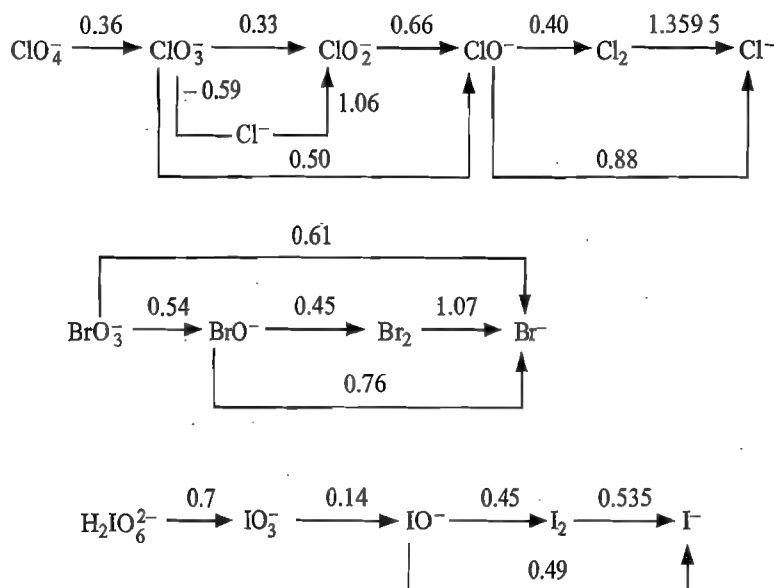 0.36 0.33 0.66 0.40 1.359 5
ClO₄⁻ ClO₃⁻ ClO₂⁻ ClO⁻ Cl₂ Cl⁻
−0.59 1.06
Cl⁻
0.50 0.88
0.61
0.54 0.45 1.07
BrO₃⁻ BrO⁻ Br₂ Br⁻
0.76
0.7 0.14 0.45 0.535
H₂IO₆²⁻ IO₃⁻ IO⁻ I₂ I⁻
0.49